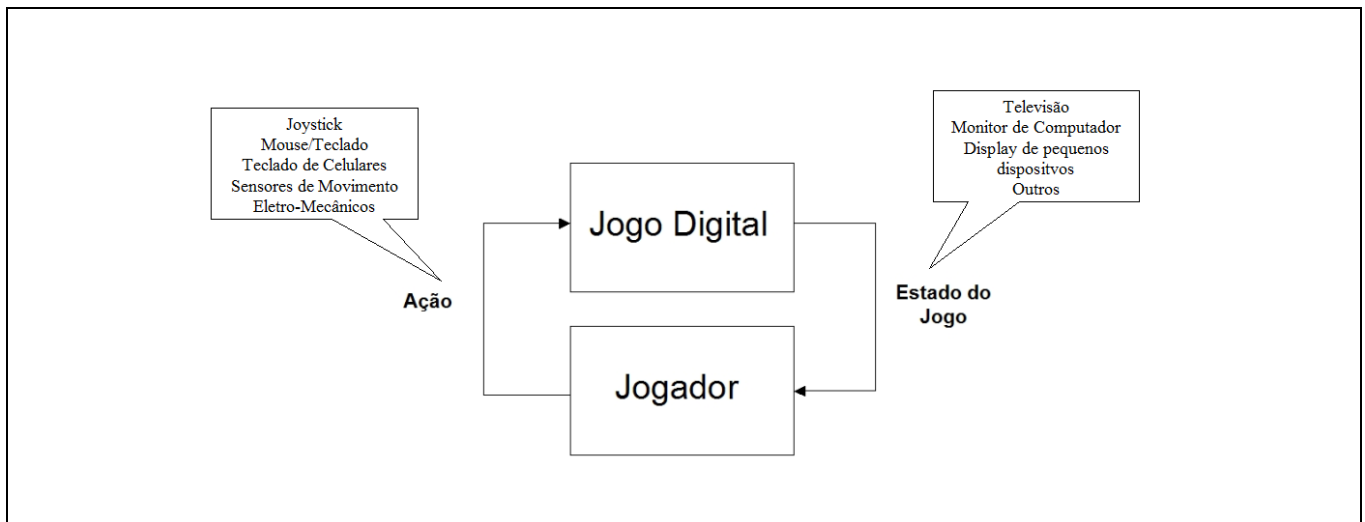 Joystick
Mouse/Teclado
Teclado de Celulares
Sensores de Movimento
Eletro-Mecânicos
Televisão
Monitor de Computador
Display de pequenos
dispositvos
Outros
Jogo Digital
Ação
Estado do
Jogo
Jogador